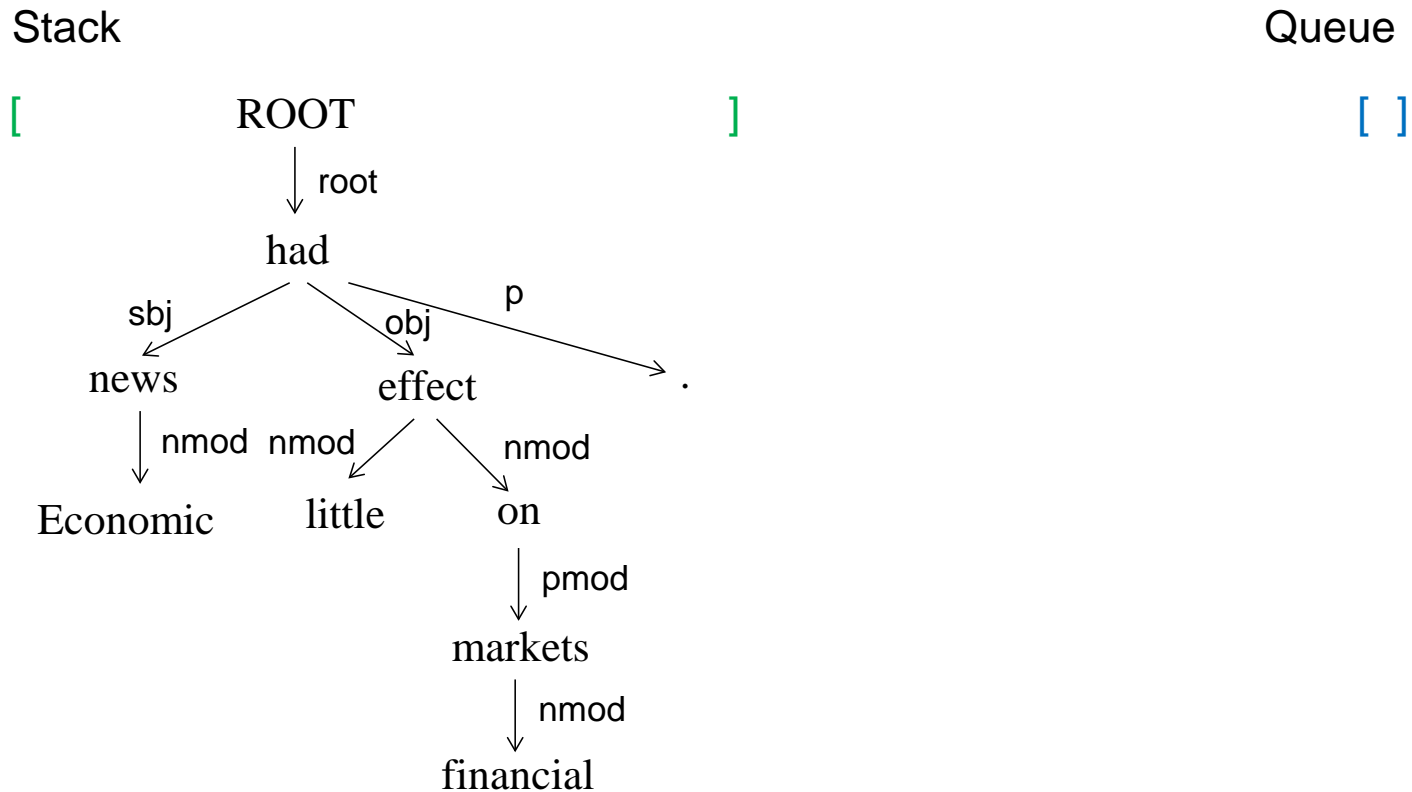 Stack Queue
[ ROOT ] [ ]
root
had
sbj obj p
news effect .
nmod nmod nmod
Economic little on
pmod
markets
nmod
financial